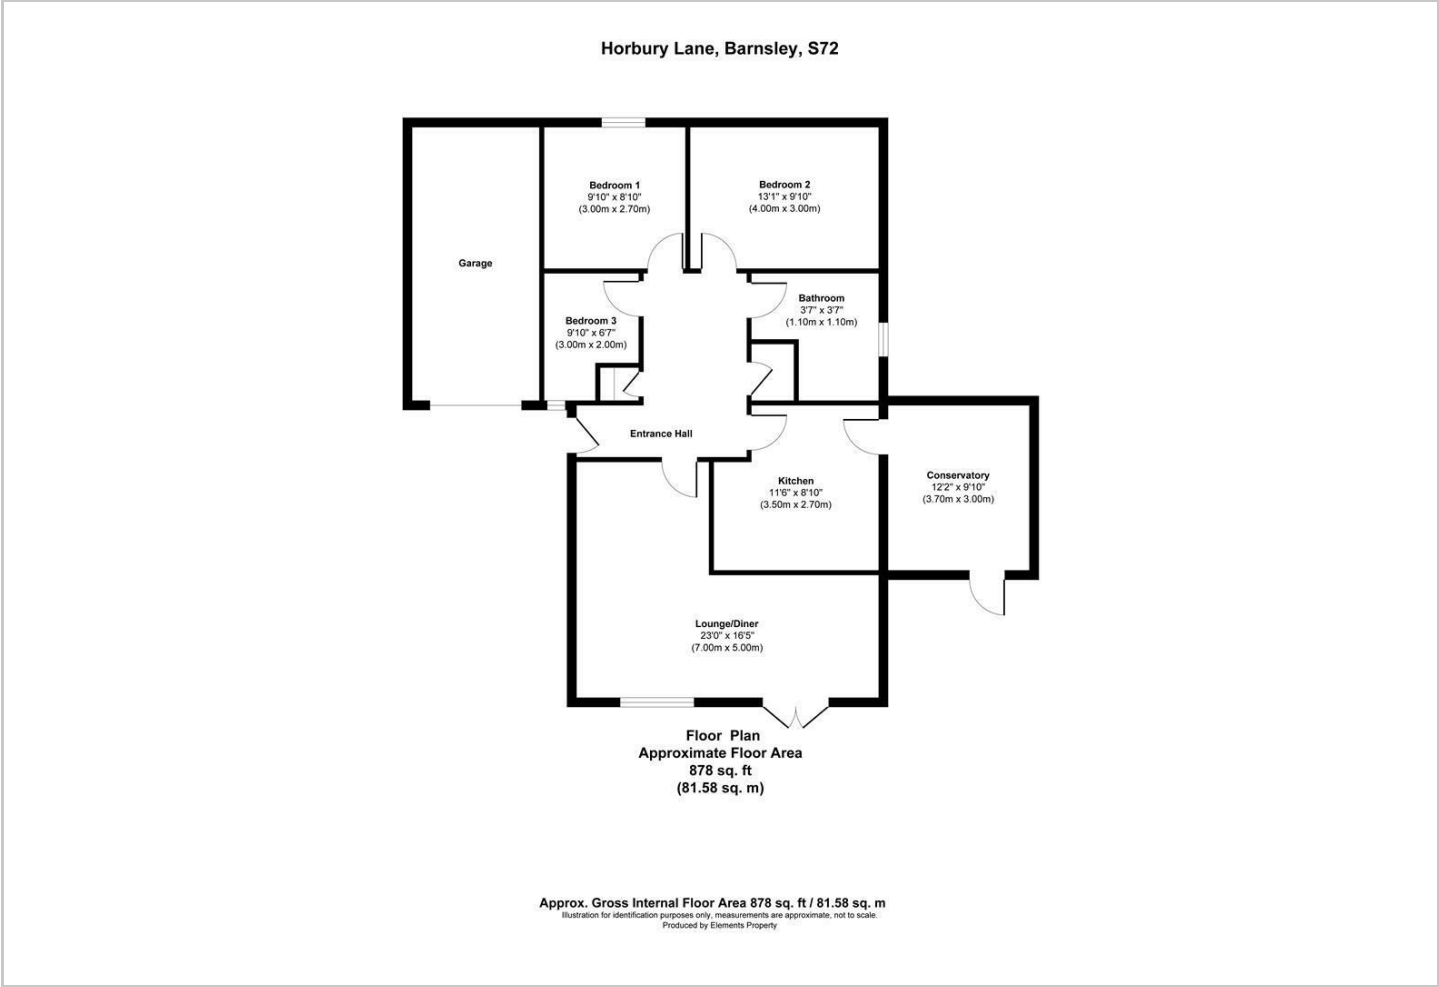 Horbury Lane, Barnsley, S72
Bedroom 1
9'10" x 8'10"
(3.00m x 2.70m)
Bedroom 2
13'1" x 9'10"
(4.00m x 3.00m)
Garage
Bedroom 3
9'10" x 6'7"
(3.00m x 2.00m)
Bathroom
3'7" x 3'7"
(1.10m x 1.10m)
Entrance Hall
Kitchen
11'6" x 8'10"
(3.50m x 2.70m)
Conservatory
12'2" x 9'10"
(3.70m x 3.00m)
Lounge/Diner
23'0" x 16'5"
(7.00m x 5.00m)
Floor Plan
Approximate Floor Area
878 sq. ft
(81.58 sq. m)
Approx. Gross Internal Floor Area 878 sq. ft / 81.58 sq. m
Illustration for identification purposes only, measurements are approximate, not to scale.
Produced by Elements Property